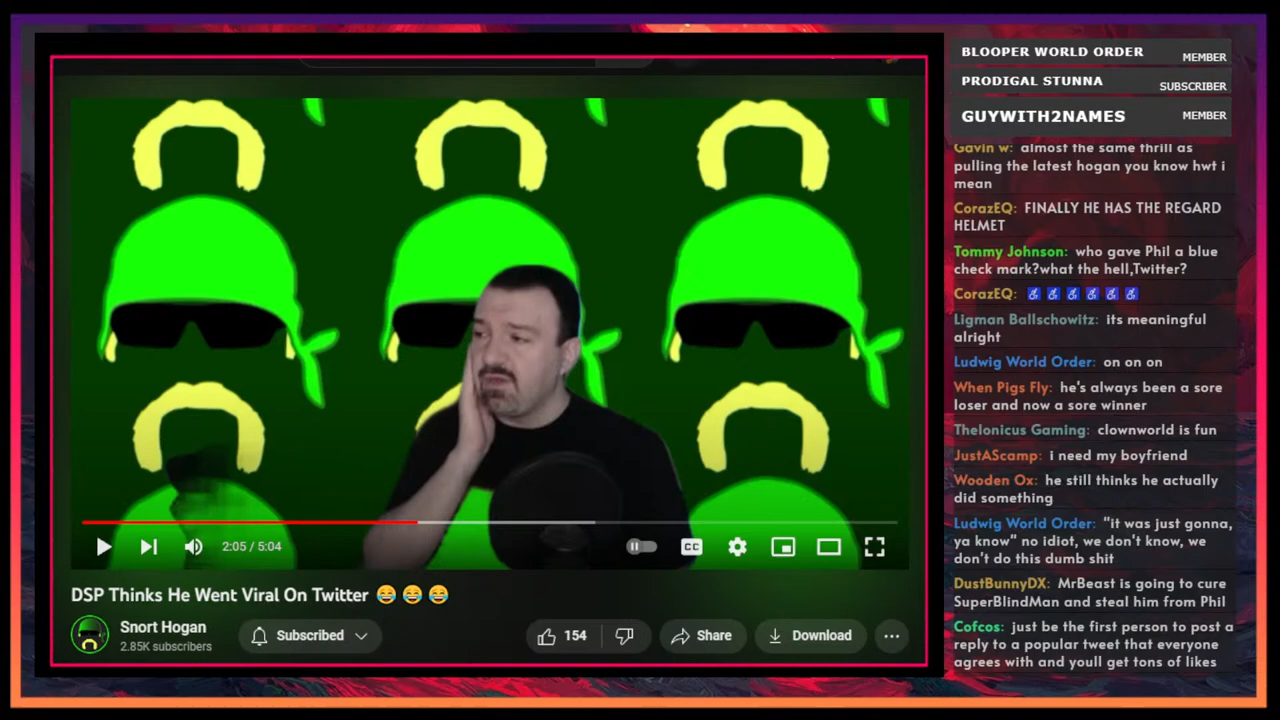 BLOOPER WORLD ORDER
MEMBER
PRODIGAL STUNNA
SUBSCRIBER
GUYWITH2NAMES
MEMBER
Gavin w: almost the same thrill as
pulling the latest hogan you know hwt i
mean
CorazEQ: FINALLY HE HAS THE REGARD
HELMET
Tommy Johnson: who gave Phil a blue
check mark?what the hell,Twitter?
CorazEQ:
Ligman Ballschowitz: its meaningful
alright
Ludwig World Order: on on on
When Pigs Fly: he's always been a sore
loser and now a sore winner
Thelonicus Gaming: clownworld is fun
JustAScamp: i need my boyfriend
Wooden Ox: he still thinks he actually
did something
Ludwig World Order: "it was just gonna,
ya know" no idiot, we don't know, we
don't do this dumb shit
DustBunnyDX: MrBeast is going to cure
SuperBlindMan and steal him from Phil
Cofcos: just be the first person to post a
reply to a popular tweet that everyone
agrees with and youll get tons of likes
2:05 / 5:04
CC
DSP Thinks He Went Viral On Twitter 😂 😂 😂
Snort Hogan
2.85K subscribers
Subscribed
154
Share
Download